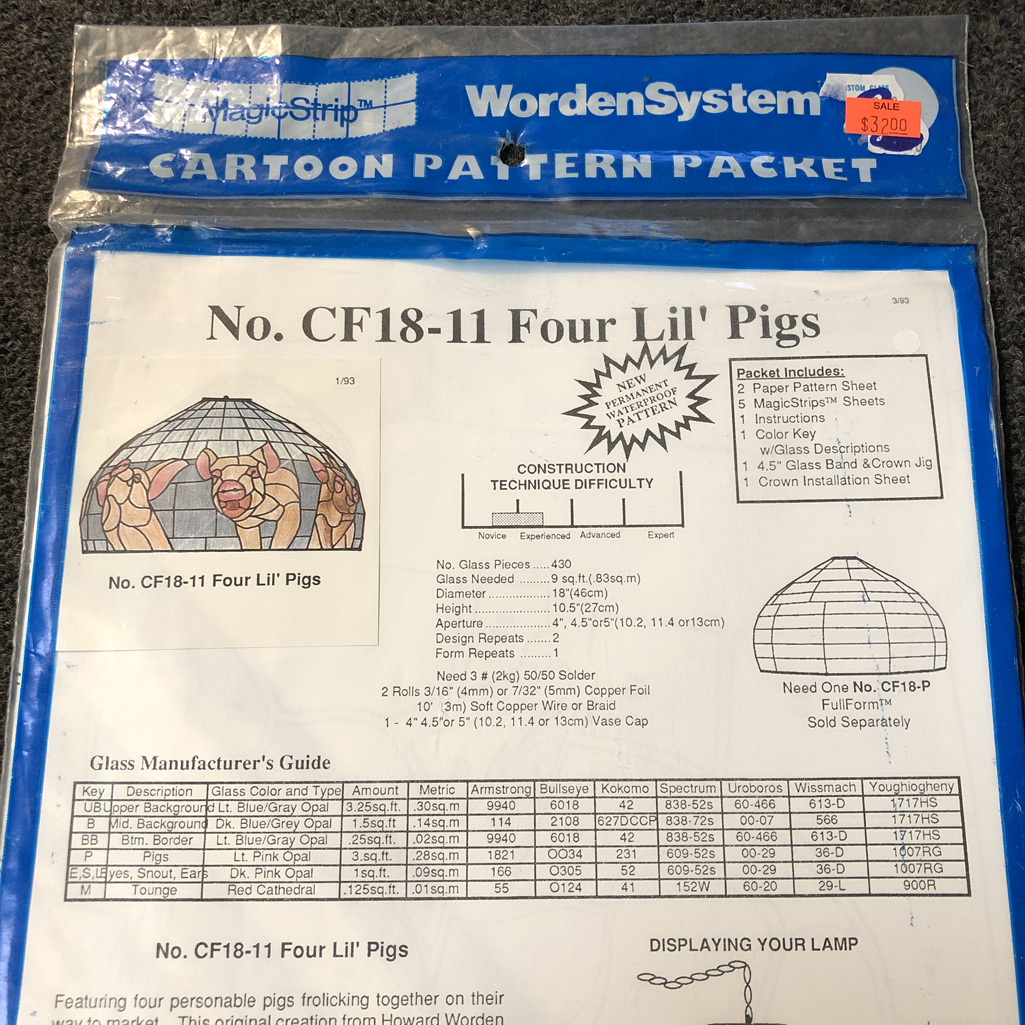 MagicStrip™ WordenSystem
SALE
$32.00
CARTOON PATTERN PACKET
3/93
No. CF18-11 Four Lil' Pigs
1/93
No. CF18-11 Four Lil' Pigs
NEW
PERMANENT
WATERPROOF
PATTERN
Packet Includes:
2 Paper Pattern Sheet
5 MagicStrips™ Sheets
1 Instructions
1 Color Key
w/Glass Descriptions
1 4.5" Glass Band &Crown Jig
1 Crown Installation Sheet
CONSTRUCTION
TECHNIQUE DIFFICULTY
Novice Experienced Advanced Expert
No. Glass Pieces ..... 430
Glass Needed ......... 9 sq.ft.(.83sq.m)
Diameter ................. 18"(46cm)
Height ..................... 10.5"(27cm)
Aperture .................. 4", 4.5"or5"(10.2, 11.4 or13cm)
Design Repeats ....... 2
Form Repeats ......... 1
Need 3 # (2kg) 50/50 Solder
2 Rolls 3/16" (4mm) or 7/32" (5mm) Copper Foil
10' 3m) Soft Copper Wire or Braid
1 - 4" 4.5"or 5" (10.2, 11.4 or 13cm) Vase Cap
Need One No. CF18-P
FullForm™
Sold Separately
Glass Manufacturer's Guide
Key Description Glass Color and Type Amount Metric Armstrong Bullseye Kokomo Spectrum Uroboros Wissmach Youghiogheny
UB Upper Background Lt. Blue/Gray Opal 3.25sq.ft. .30sq.m 9940 6018 42 838-52s 60-466 613-D 1717HS
B Mid. Background Dk. Blue/Grey Opal 1.5sq.ft .14sq.m 114 2108 627DCCP 838-72s 00-07 566 1717HS
BB Btm. Border Lt. Blue/Gray Opal .25sq.ft. .02sq.m 9940 6018 42 838-52s 60-466 613-D 1717HS
P Pigs Lt. Pink Opal 3.sq.ft. .28sq.m 1821 OO34 231 609-52s 00-29 36-D 1007RG
E,S,E Eyes, Snout, Ears Dk. Pink Opal 1sq.ft. .09sq.m 166 O305 52 609-52s 00-29 36-D 1007RG
M Tounge Red Cathedral .125sq.ft. .01sq.m 55 O124 41 152W 60-20 29-L 900R
No. CF18-11 Four Lil' Pigs
DISPLAYING YOUR LAMP
Featuring four personable pigs frolicking together on their
way to market. This original creation from Howard Worden